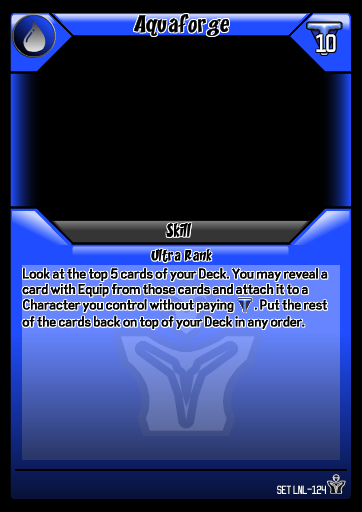 Aquaforge
10
Skill
Ultra Rank
Look at the top 5 cards of your Deck. You may reveal a
card with Equip from those cards and attach it to a
Character you control without paying . Put the rest
of the cards back on top of your Deck in any order.
SET LNL-124